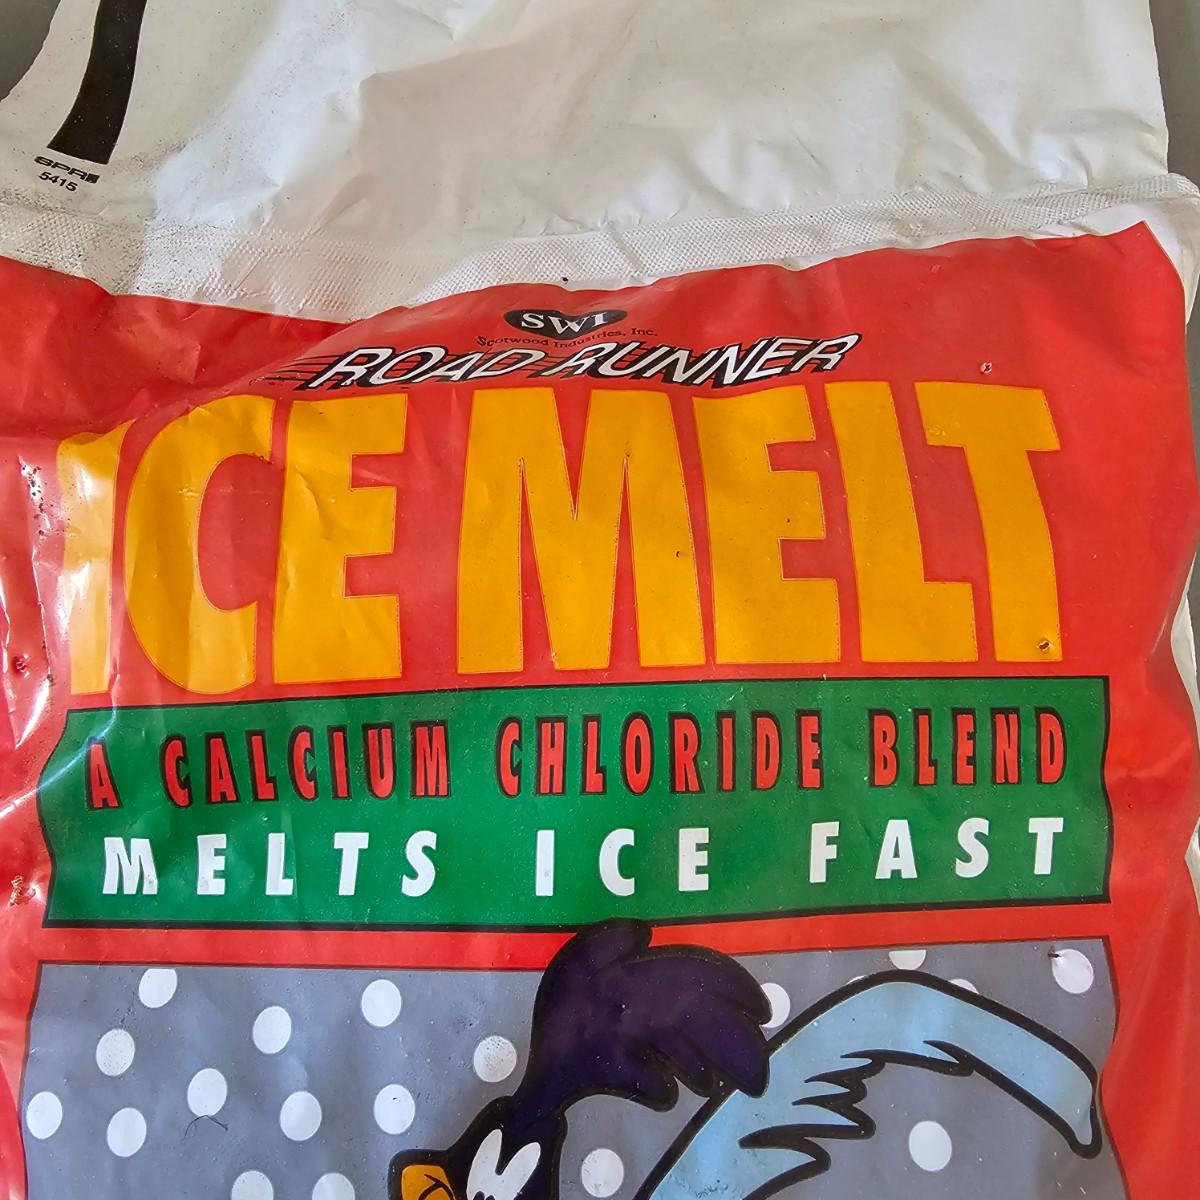 5415
SWI
Scotwood Industries, Inc.
ROAD RUNNER
ICE MELT
A CALCIUM CHLORIDE BLEND
MELTS ICE FAST